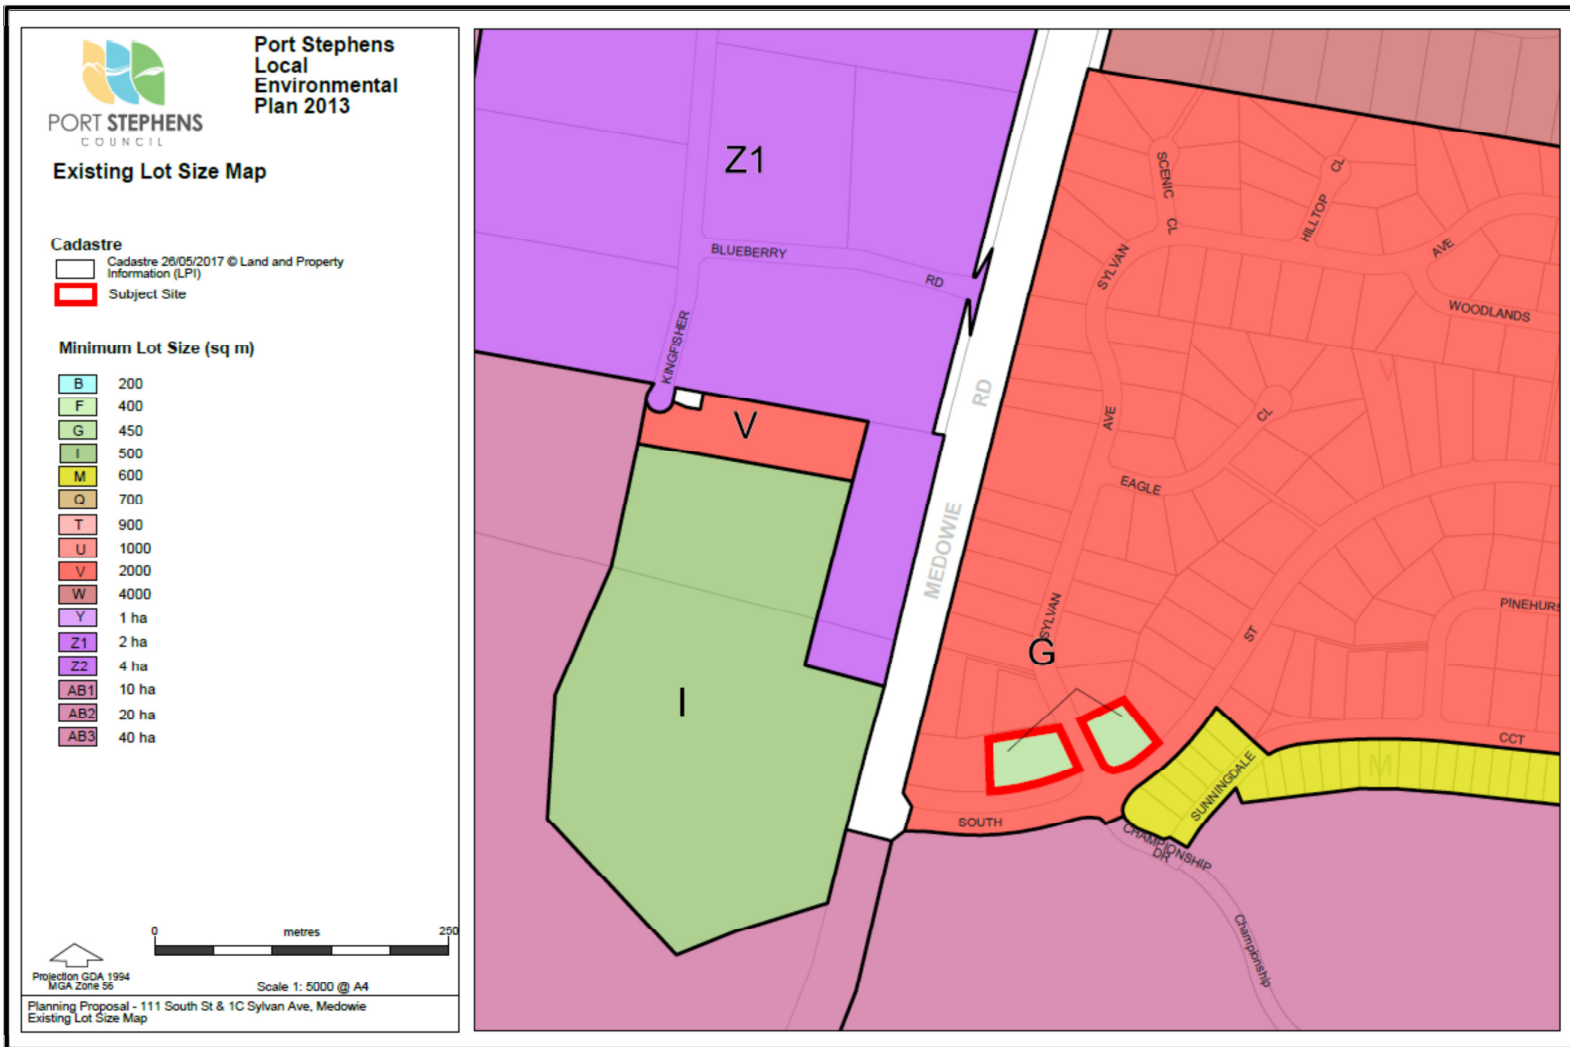 Port Stephens
Local
Environmental
Plan 2013
PORT STEPHENS
COUNCIL
Existing Lot Size Map
Cadastre
Cadastre 26/05/2017 © Land and Property
Information (LPI)
Subject Site
Minimum Lot Size (sq m)
B 200
F 400
G 450
I 500
M 600
Q 700
T 900
U 1000
V 2000
W 4000
Y 1 ha
Z1 2 ha
Z2 4 ha
AB1 10 ha
AB2 20 ha
AB3 40 ha
0 metres 250
Projection GDA 1994
MGA Zone 56
Scale 1: 5000 @ A4
Planning Proposal - 111 South St & 1C Sylvan Ave, Medowie
Existing Lot Size Map
Z1
BLUEBERRY
RD
KINGFISHER
V
I
MEDOWIE
RD
SCENIC
CL
HILLTOP
CL
SYLVAN
AVE
AVE
WOODLANDS
V
CL
EAGLE
SYLVAN
G
ST
PINEHURS
CCT
M
SUNNINGDALE
SOUTH
CHAMPIONSHIP
DR
Championship